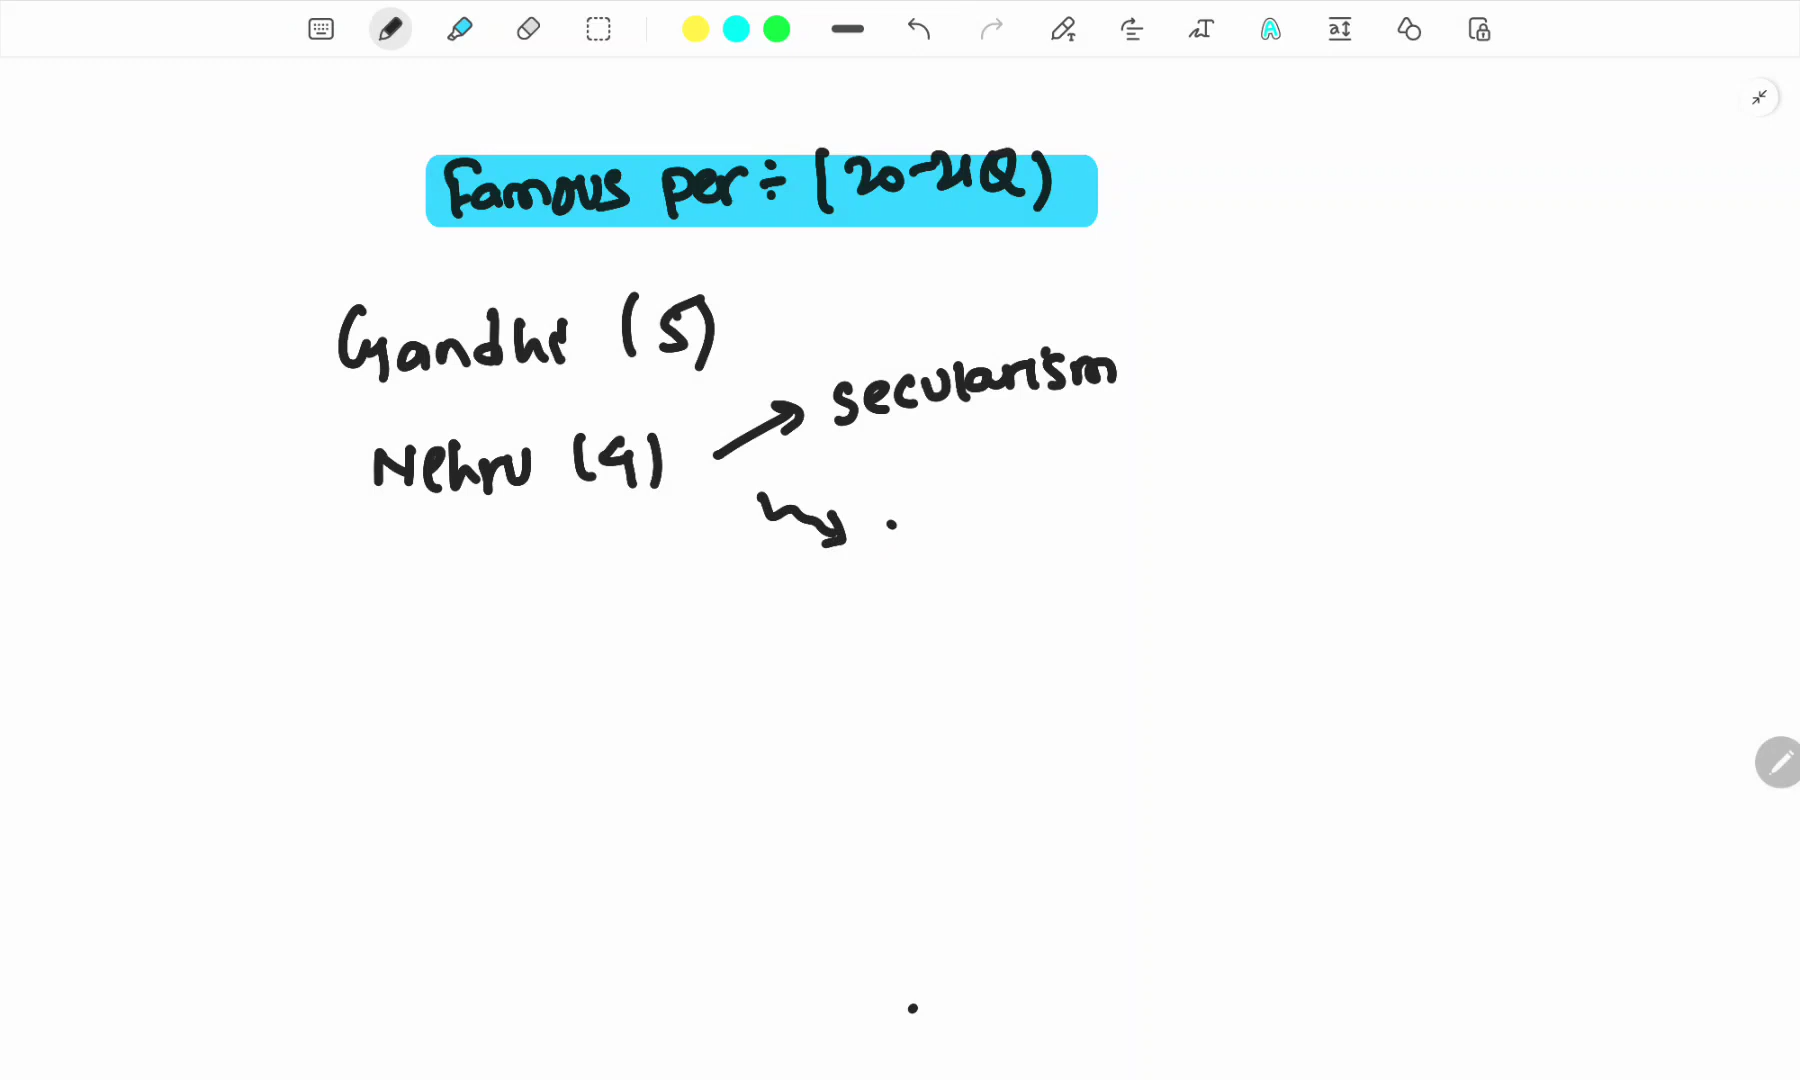 Famous per ÷ (20-21Q)
Gandhi (5)
secularism
Nehru (4)